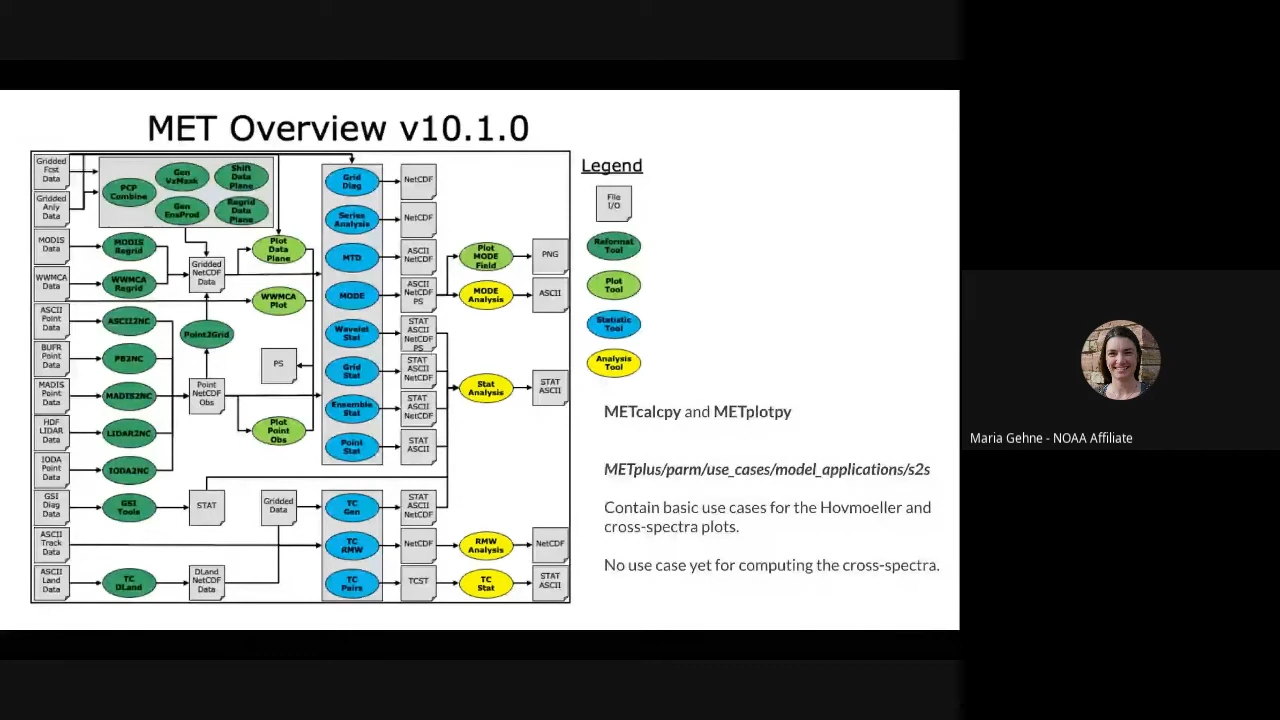 MET Overview v10.1.0
Gridded
Fcst
Data
Gridded
Anly
Data
MODIS
Data
WWMCA
Data
ASCII
Point
Data
BUFR
Point
Data
MADIS
Point
Data
HDF
LIDAR
Data
IODA
Point
Data
GSI
Diag
Data
ASCII
Track
Data
ASCII
Land
Data
PCP
Combine
Gen
VxMask
Shift
Data
Plane
Gen
EnsProd
Regrid
Data
Plane
MODIS
Regrid
WWMCA
Regrid
ASCII2NC
PB2NC
MADIS2NC
LIDAR2NC
IODA2NC
GSI
Tools
TC
DLand
Gridded
NetCDF
Data
Point2Grid
Point
NetCDF
Obs
STAT
DLand
NetCDF
Data
Plot
Data
Plane
WWMCA
Plot
PS
Plot
Point
Obs
Gridded
Data
Grid
Diag
Series
Analysis
MTD
MODE
Wavelet
Stat
Grid
Stat
Ensemble
Stat
Point
Stat
TC
Gen
TC
RMW
TC
Pairs
NetCDF
NetCDF
ASCII
NetCDF
ASCII
NetCDF
PS
STAT
ASCII
NetCDF
PS
STAT
ASCII
NetCDF
STAT
ASCII
NetCDF
STAT
ASCII
STAT
ASCII
NetCDF
NetCDF
TCST
Plot
MODE
Field
MODE
Analysis
Stat
Analysis
RMW
Analysis
TC
Stat
PNG
ASCII
STAT
ASCII
NetCDF
STAT
ASCII
Legend
File
I/O
Reformat
Tool
Plot
Tool
Statistic
Tool
Analysis
Tool
METcalcpy and METplotpy
METplus/parm/use_cases/model_applications/s2s
Contain basic use cases for the Hovmoeller and
cross-spectra plots.
No use case yet for computing the cross-spectra.
Maria Gehne - NOAA Affiliate